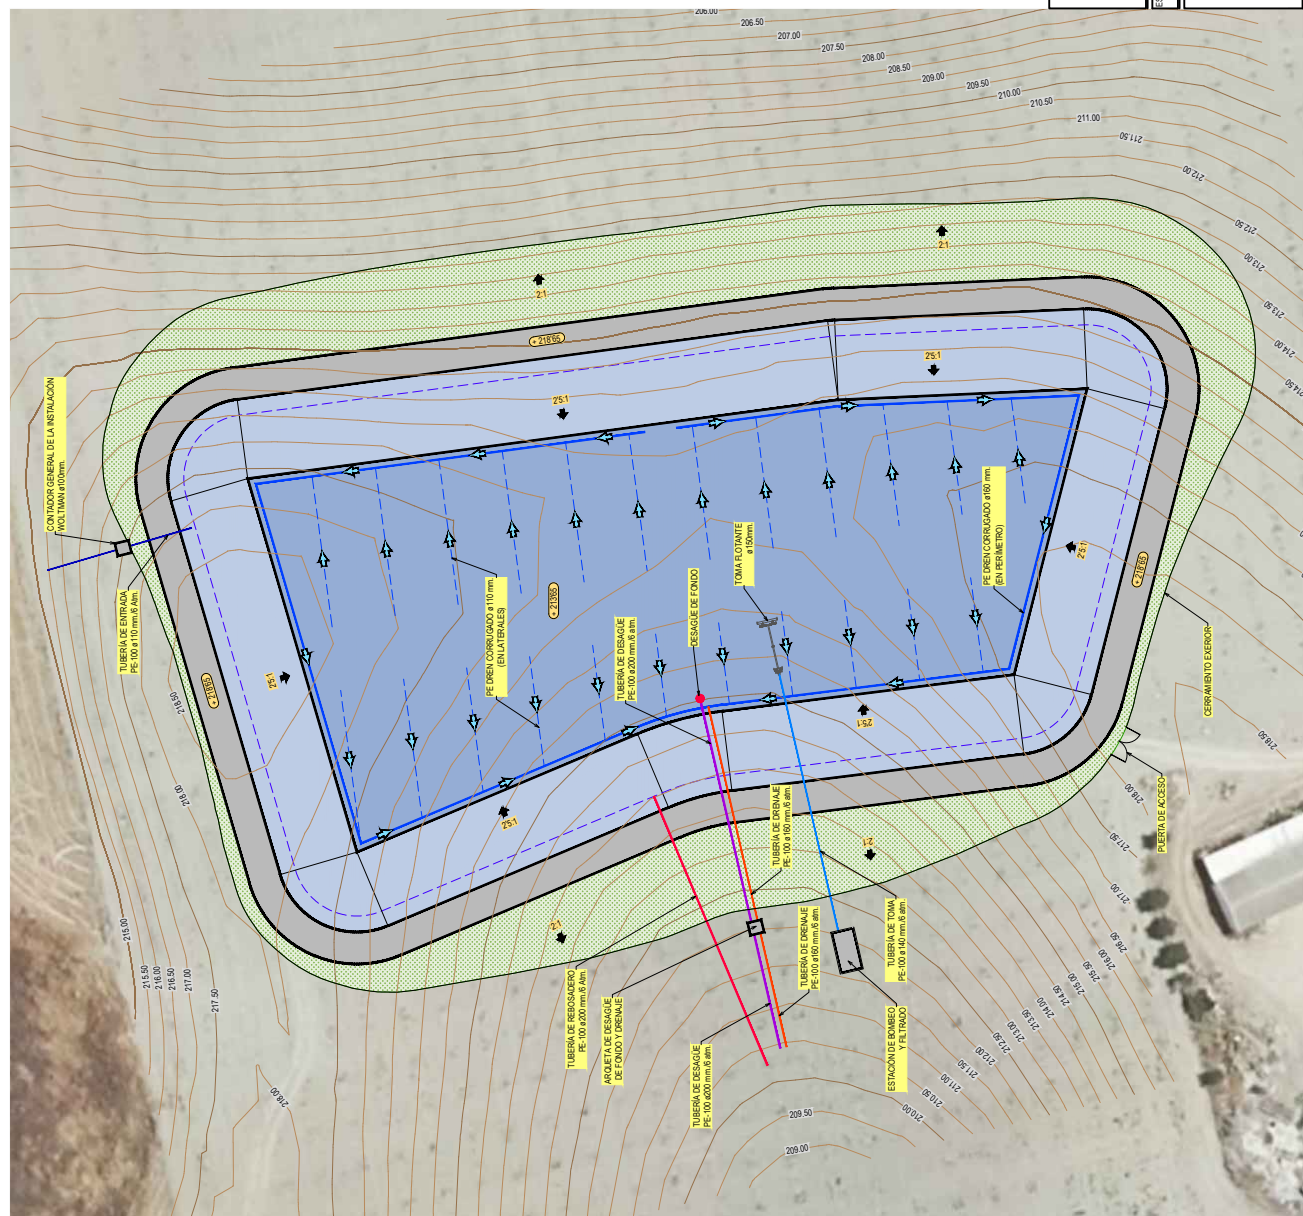 206.00
206.50
207.00
207.50
208.00
208.50
209.00
209.50
210.00
210.50
211.00
211.50
212.00
212.50
213.00
213.50
214.00
214.50
2:1
2:1
+ 218'65
2'5:1
2'5:1
CONTADOR GENERAL DE LA INSTALACIÓN
WOLTMAN ø100mm.
TUBERÍA DE ENTRADA
PE-100 ø110 mm./6 Atm.
+ 218'65
2'5:1
PE DREN CORRUGADO ø110 mm.
(EN LATERALES)
+ 213'65
TUBERÍA DE DESAGÜE
PE-100 ø200 mm./6 atm.
DESAGÜE DE FONDO
TOMA FLOTANTE
ø150mm.
PE DREN CORRUGADO ø160 mm.
(EN PERÍMETRO)
2'5:1
+ 218'65
CERRAMIENTO EXERIOR
218.50
218.50
218.00
2'5:1
2'5:1
TUBERÍA DE DRENAJE
PE-100 ø160 mm./6 atm.
2:1
PUERTA DE ACCESO
218.00
217.50
217.00
216.50
216.00
215.50
215.00
214.50
214.00
213.50
213.00
212.50
212.00
211.50
211.00
210.50
210.00
209.50
209.00
215.00
215.50
216.00
216.50
217.00
217.50
218.00
2:1
TUBERÍA DE REBOSADERO
PE-100 ø200 mm./6 Atm.
ARQUETA DE DESAGÜE
DE FONDO Y DRENAJE
TUBERÍA DE DESAGÜE
PE-100 ø200 mm./6 atm.
TUBERÍA DE DRENAJE
PE-100 ø160 mm./6 atm.
TUBERÍA DE TOMA
PE-100 ø140 mm./6 atm.
ESTACIÓN DE BOMBEO
Y FILTRADO